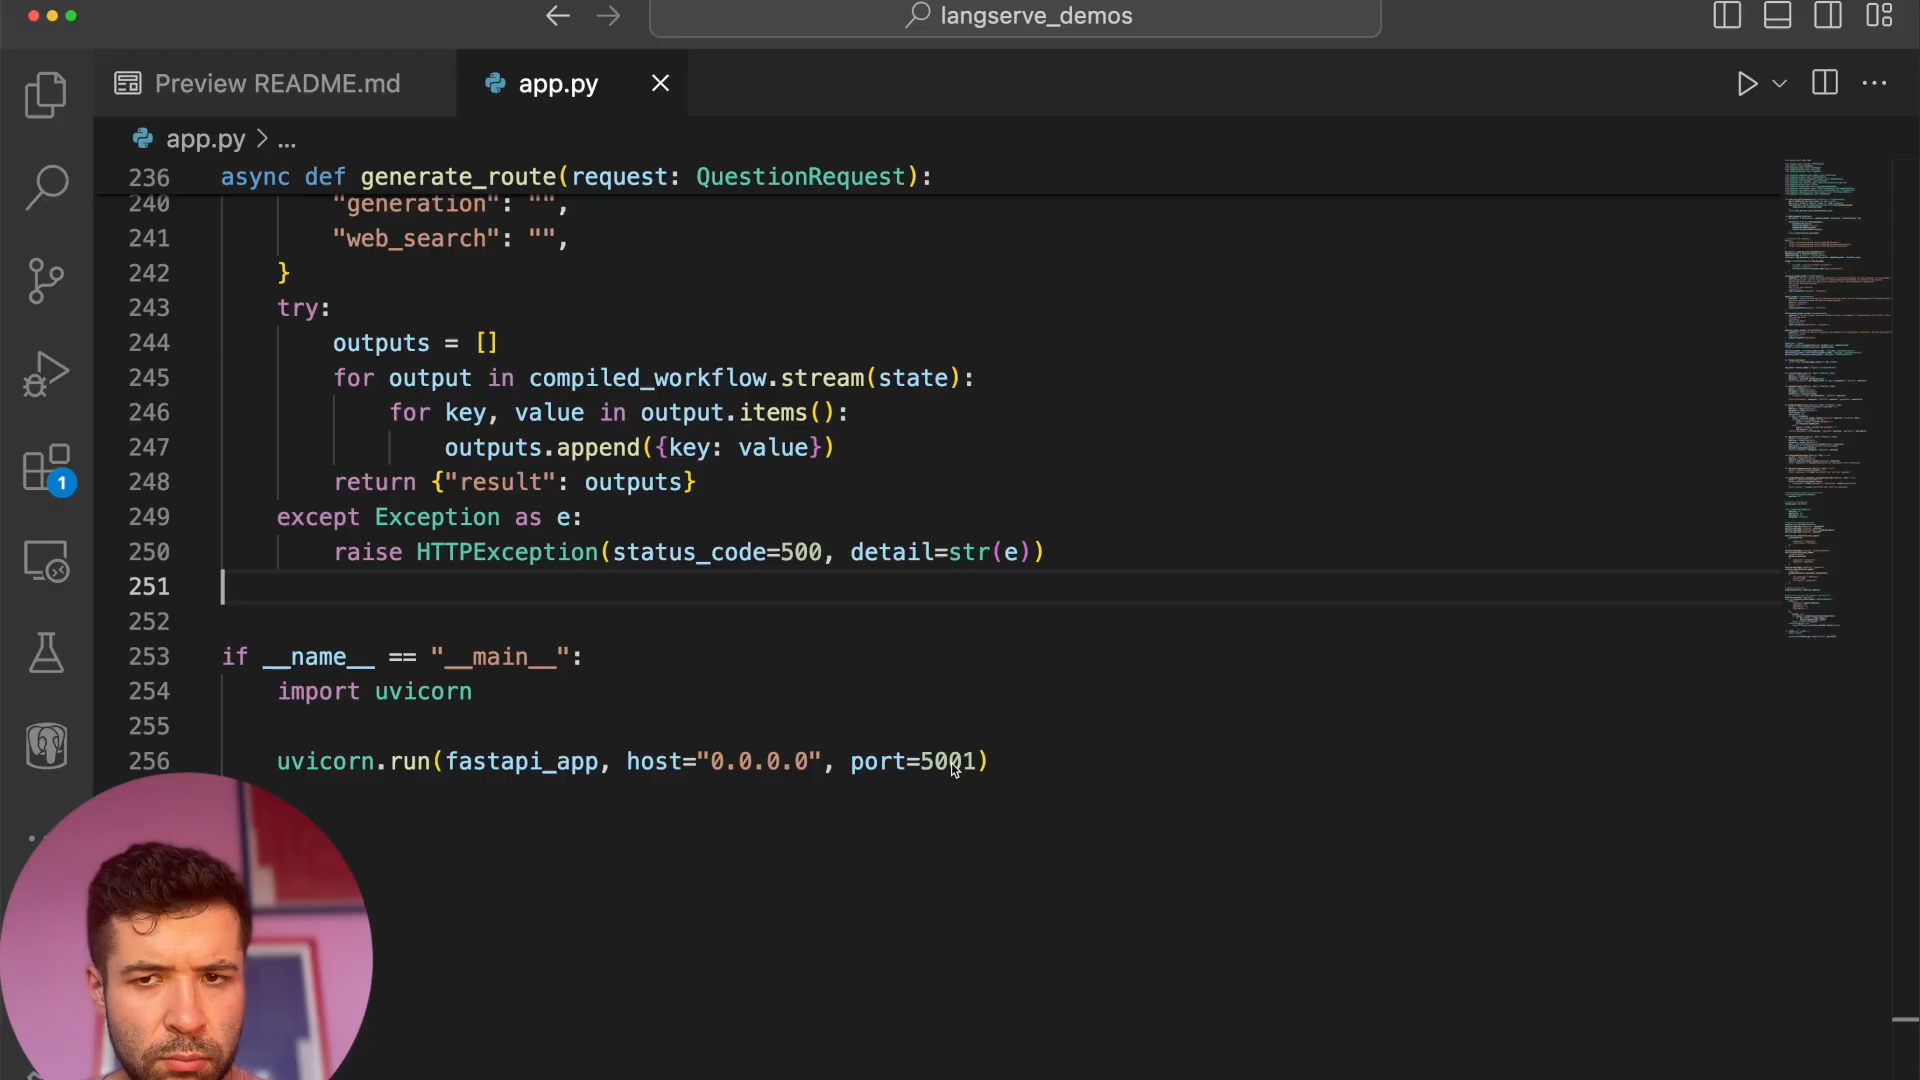 langserve_demos
Preview README.md
app.py
app.py > ...
236 async def generate_route(request: QuestionRequest):
240 "generation": "",
241 "web_search": "",
242 }
243 try:
244 outputs = []
245 for output in compiled_workflow.stream(state):
246 for key, value in output.items():
247 outputs.append({key: value})
248 return {"result": outputs}
249 except Exception as e:
250 raise HTTPException(status_code=500, detail=str(e))
251
252
253 if __name__ == "__main__":
254 import uvicorn
255
256 uvicorn.run(fastapi_app, host="0.0.0.0", port=5001)
1